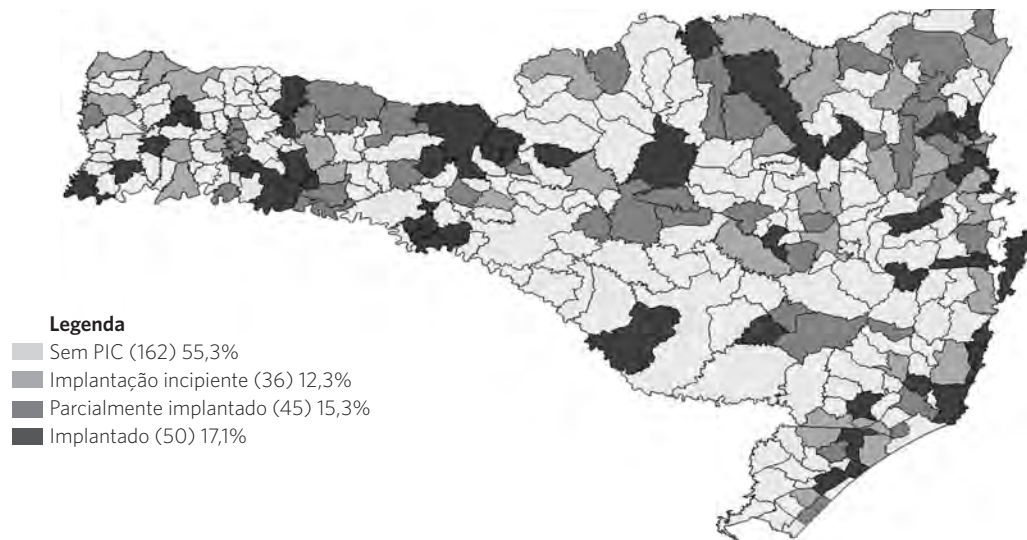 Legenda
Sem PIC (162) 55,3%
Implantação incipiente (36) 12,3%
Parcialmente implantado (45) 15,3%
Implantado (50) 17,1%